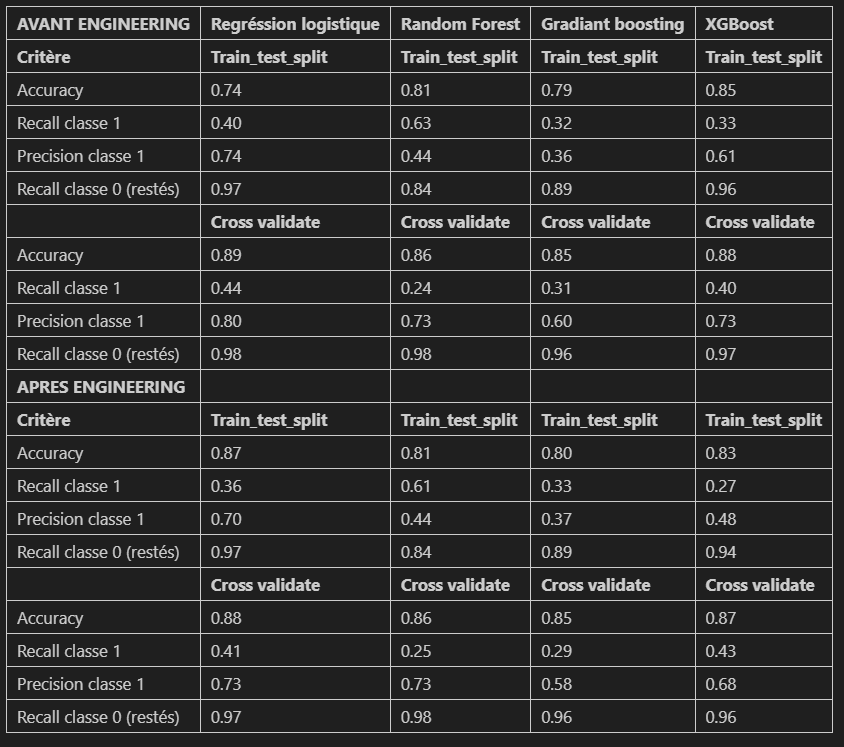 AVANT ENGINEERING Regréssion logistique Random Forest Gradiant boosting XGBoost
Critère Train_test_split Train_test_split Train_test_split Train_test_split
Accuracy 0.74 0.81 0.79 0.85
Recall classe 1 0.40 0.63 0.32 0.33
Precision classe 1 0.74 0.44 0.36 0.61
Recall classe 0 (restés) 0.97 0.84 0.89 0.96
Cross validate Cross validate Cross validate Cross validate
Accuracy 0.89 0.86 0.85 0.88
Recall classe 1 0.44 0.24 0.31 0.40
Precision classe 1 0.80 0.73 0.60 0.73
Recall classe 0 (restés) 0.98 0.98 0.96 0.97
APRES ENGINEERING
Critère Train_test_split Train_test_split Train_test_split Train_test_split
Accuracy 0.87 0.81 0.80 0.83
Recall classe 1 0.36 0.61 0.33 0.27
Precision classe 1 0.70 0.44 0.37 0.48
Recall classe 0 (restés) 0.97 0.84 0.89 0.94
Cross validate Cross validate Cross validate Cross validate
Accuracy 0.88 0.86 0.85 0.87
Recall classe 1 0.41 0.25 0.29 0.43
Precision classe 1 0.73 0.73 0.58 0.68
Recall classe 0 (restés) 0.97 0.98 0.96 0.96